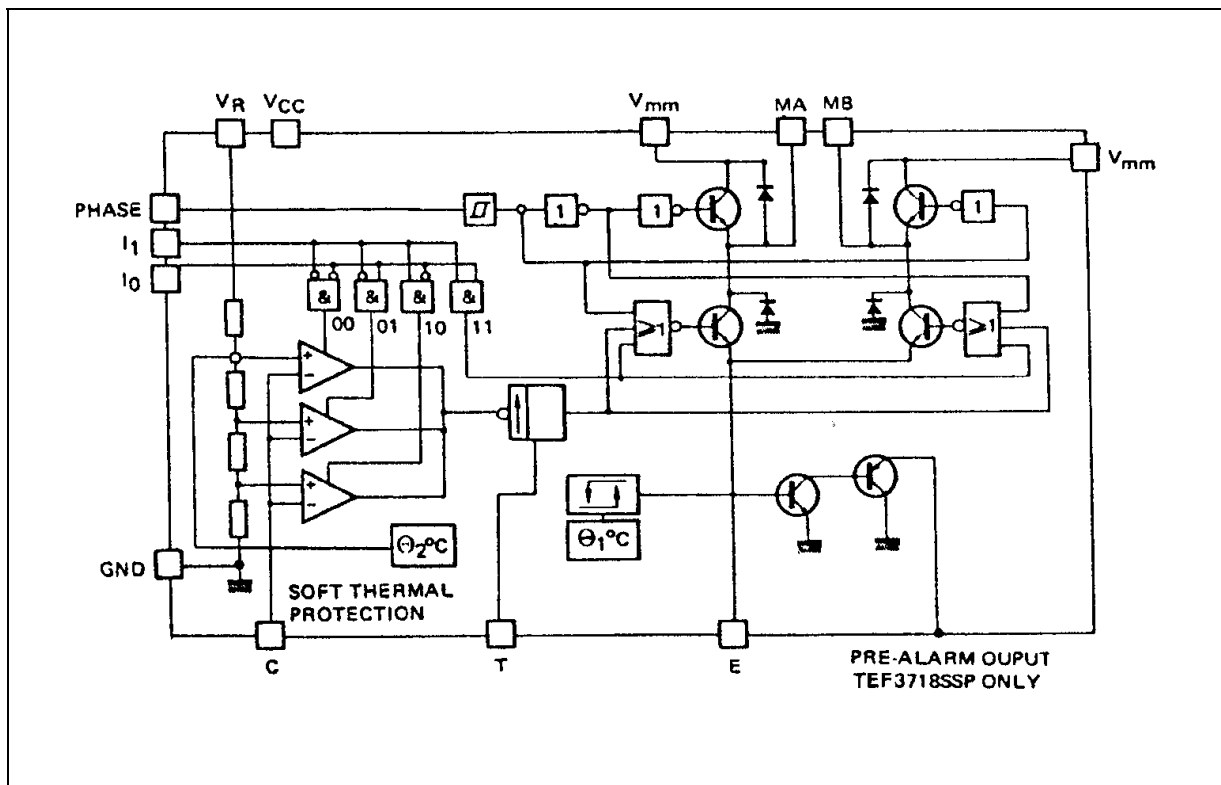 VR VCC Vmm MA MB
Vmm
PHASE
1 1 1
I1
I0
& & & &
00 01 10 11
≥1 ≥1
+
−
+
−
+
−
Θ2°C
Θ1°C
GND
SOFT THERMAL
PROTECTION
C T E
PRE-ALARM OUPUT
TEF3718SSP ONLY